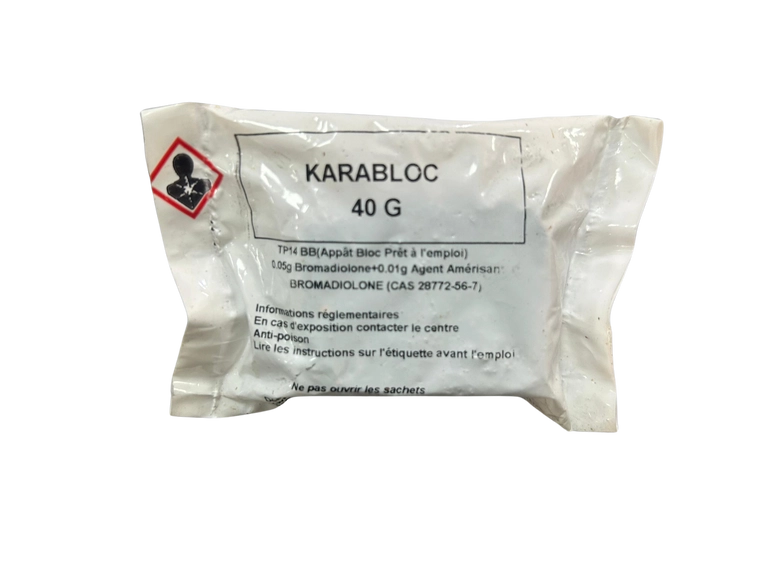 KARABLOC
40 G
TP14 BB(Appât Bloc Prêt à l'emploi)
0.05g Bromadiolone+0.01g Agent Amérisan
BROMADIOLONE (CAS 28772-56-7)
Informations réglementaires
En cas d'exposition contacter le centre
Anti-poison
Lire les instructions sur l'étiquette avant l'emploi
Ne pas ouvrir les sachets